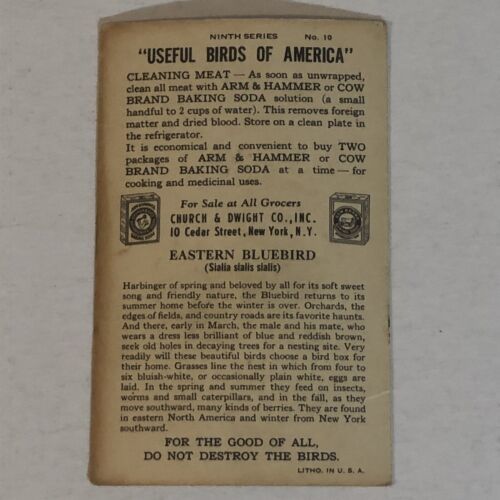 NINTH SERIES No. 10
"USEFUL BIRDS OF AMERICA"
CLEANING MEAT — As soon as unwrapped,
clean all meat with ARM & HAMMER or COW
BRAND BAKING SODA solution (a small
handful to 2 cups of water). This removes foreign
matter and dried blood. Store on a clean plate in
the refrigerator.
It is economical and convenient to buy TWO
packages of ARM & HAMMER or COW
BRAND BAKING SODA at a time — for
cooking and medicinal uses.
For Sale at All Grocers
CHURCH & DWIGHT CO., INC.
10 Cedar Street, New York, N.Y.
EASTERN BLUEBIRD
(Sialia sialis sialis)
Harbinger of spring and beloved by all for its soft sweet
song and friendly nature, the Bluebird returns to its
summer home before the winter is over. Orchards, the
edges of fields, and country roads are its favorite haunts.
And there, early in March, the male and his mate, who
wears a dress less brilliant of blue and reddish brown,
seek old holes in decaying trees for a nesting site. Very
readily will these beautiful birds choose a bird box for
their home. Grasses line the nest in which from four to
six bluish-white, or occasionally plain white, eggs are
laid. In the spring and summer they feed on insects,
worms and small caterpillars, and in the fall, as they
move southward, many kinds of berries. They are found
in eastern North America and winter from New York
southward.
FOR THE GOOD OF ALL,
DO NOT DESTROY THE BIRDS.
LITHO. IN U. S. A.